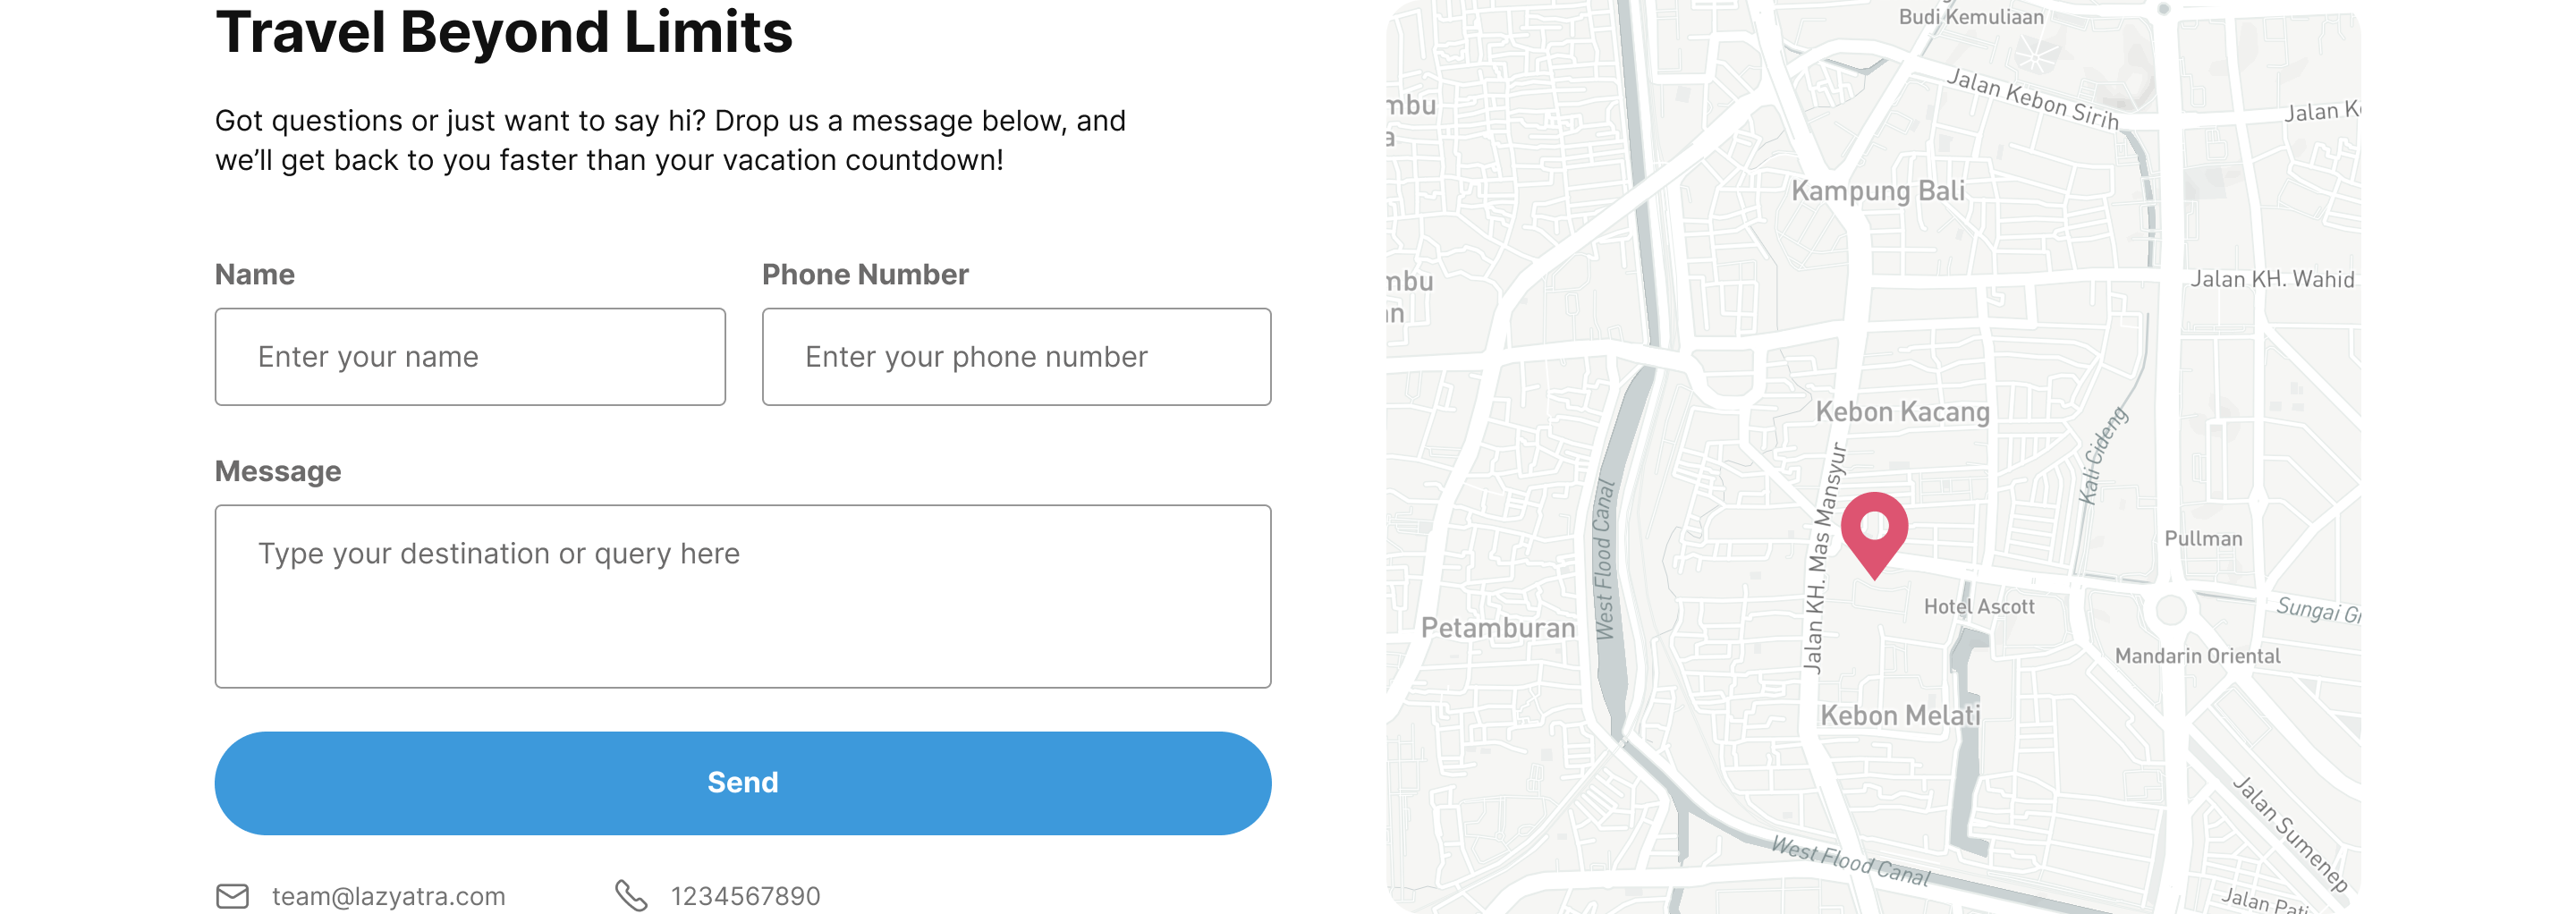 Travel Beyond Limits
Got questions or just want to say hi? Drop us a message below, and
we’ll get back to you faster than your vacation countdown!
Name
Phone Number
Enter your name
Enter your phone number
Message
Type your destination or query here
Send
team@lazyatra.com
1234567890
Budi Kemuliaan
Jalan Kebon Sirih
Jalan
mbu
Kampung Bali
mbu
Jalan KH. Wahid
Kebon Kacang
Kali Cideng
Jalan KH. Mas Mansyur
West Flood Canal
Pullman
Hotel Ascott
Sungai
Petamburan
Mandarin Oriental
Kebon Melati
Jalan Sumenep
West Flood Canal
Jalan